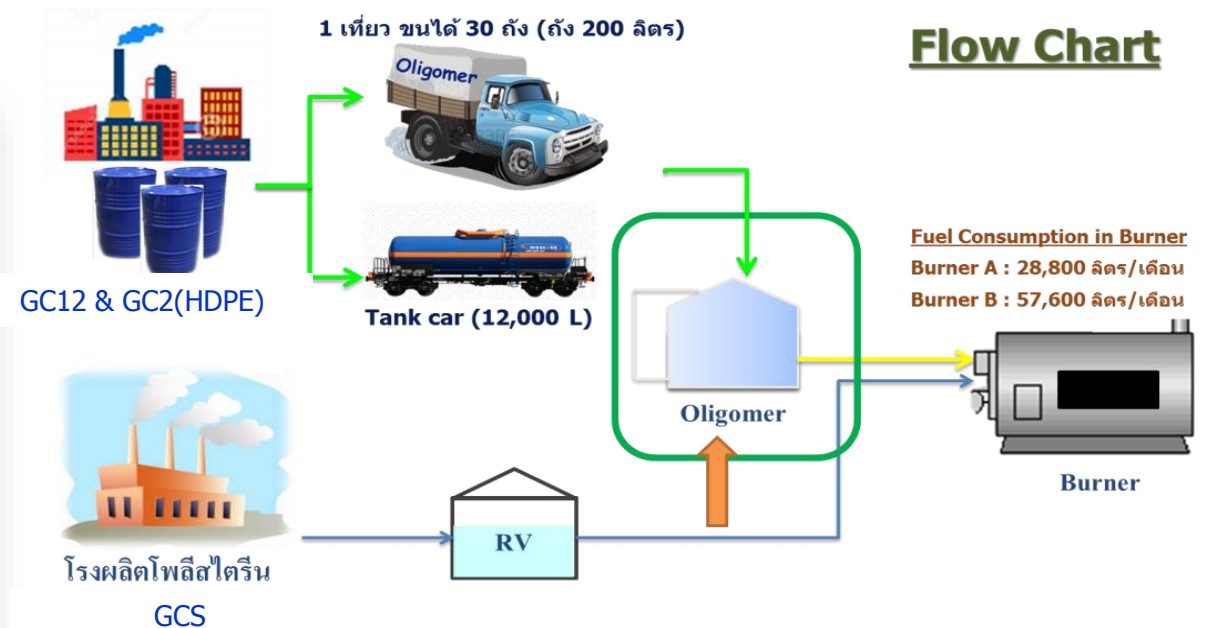 1 เที่ยว ขนได้ 30 ถัง (ถัง 200 ลิตร)
Flow Chart
Oligomer
GC12 & GC2(HDPE)
Tank car (12,000 L)
Fuel Consumption in Burner
Burner A : 28,800 ลิตร/เดือน
Burner B : 57,600 ลิตร/เดือน
Oligomer
Burner
RV
โรงผลิตโพลีสไตรีน
GCS